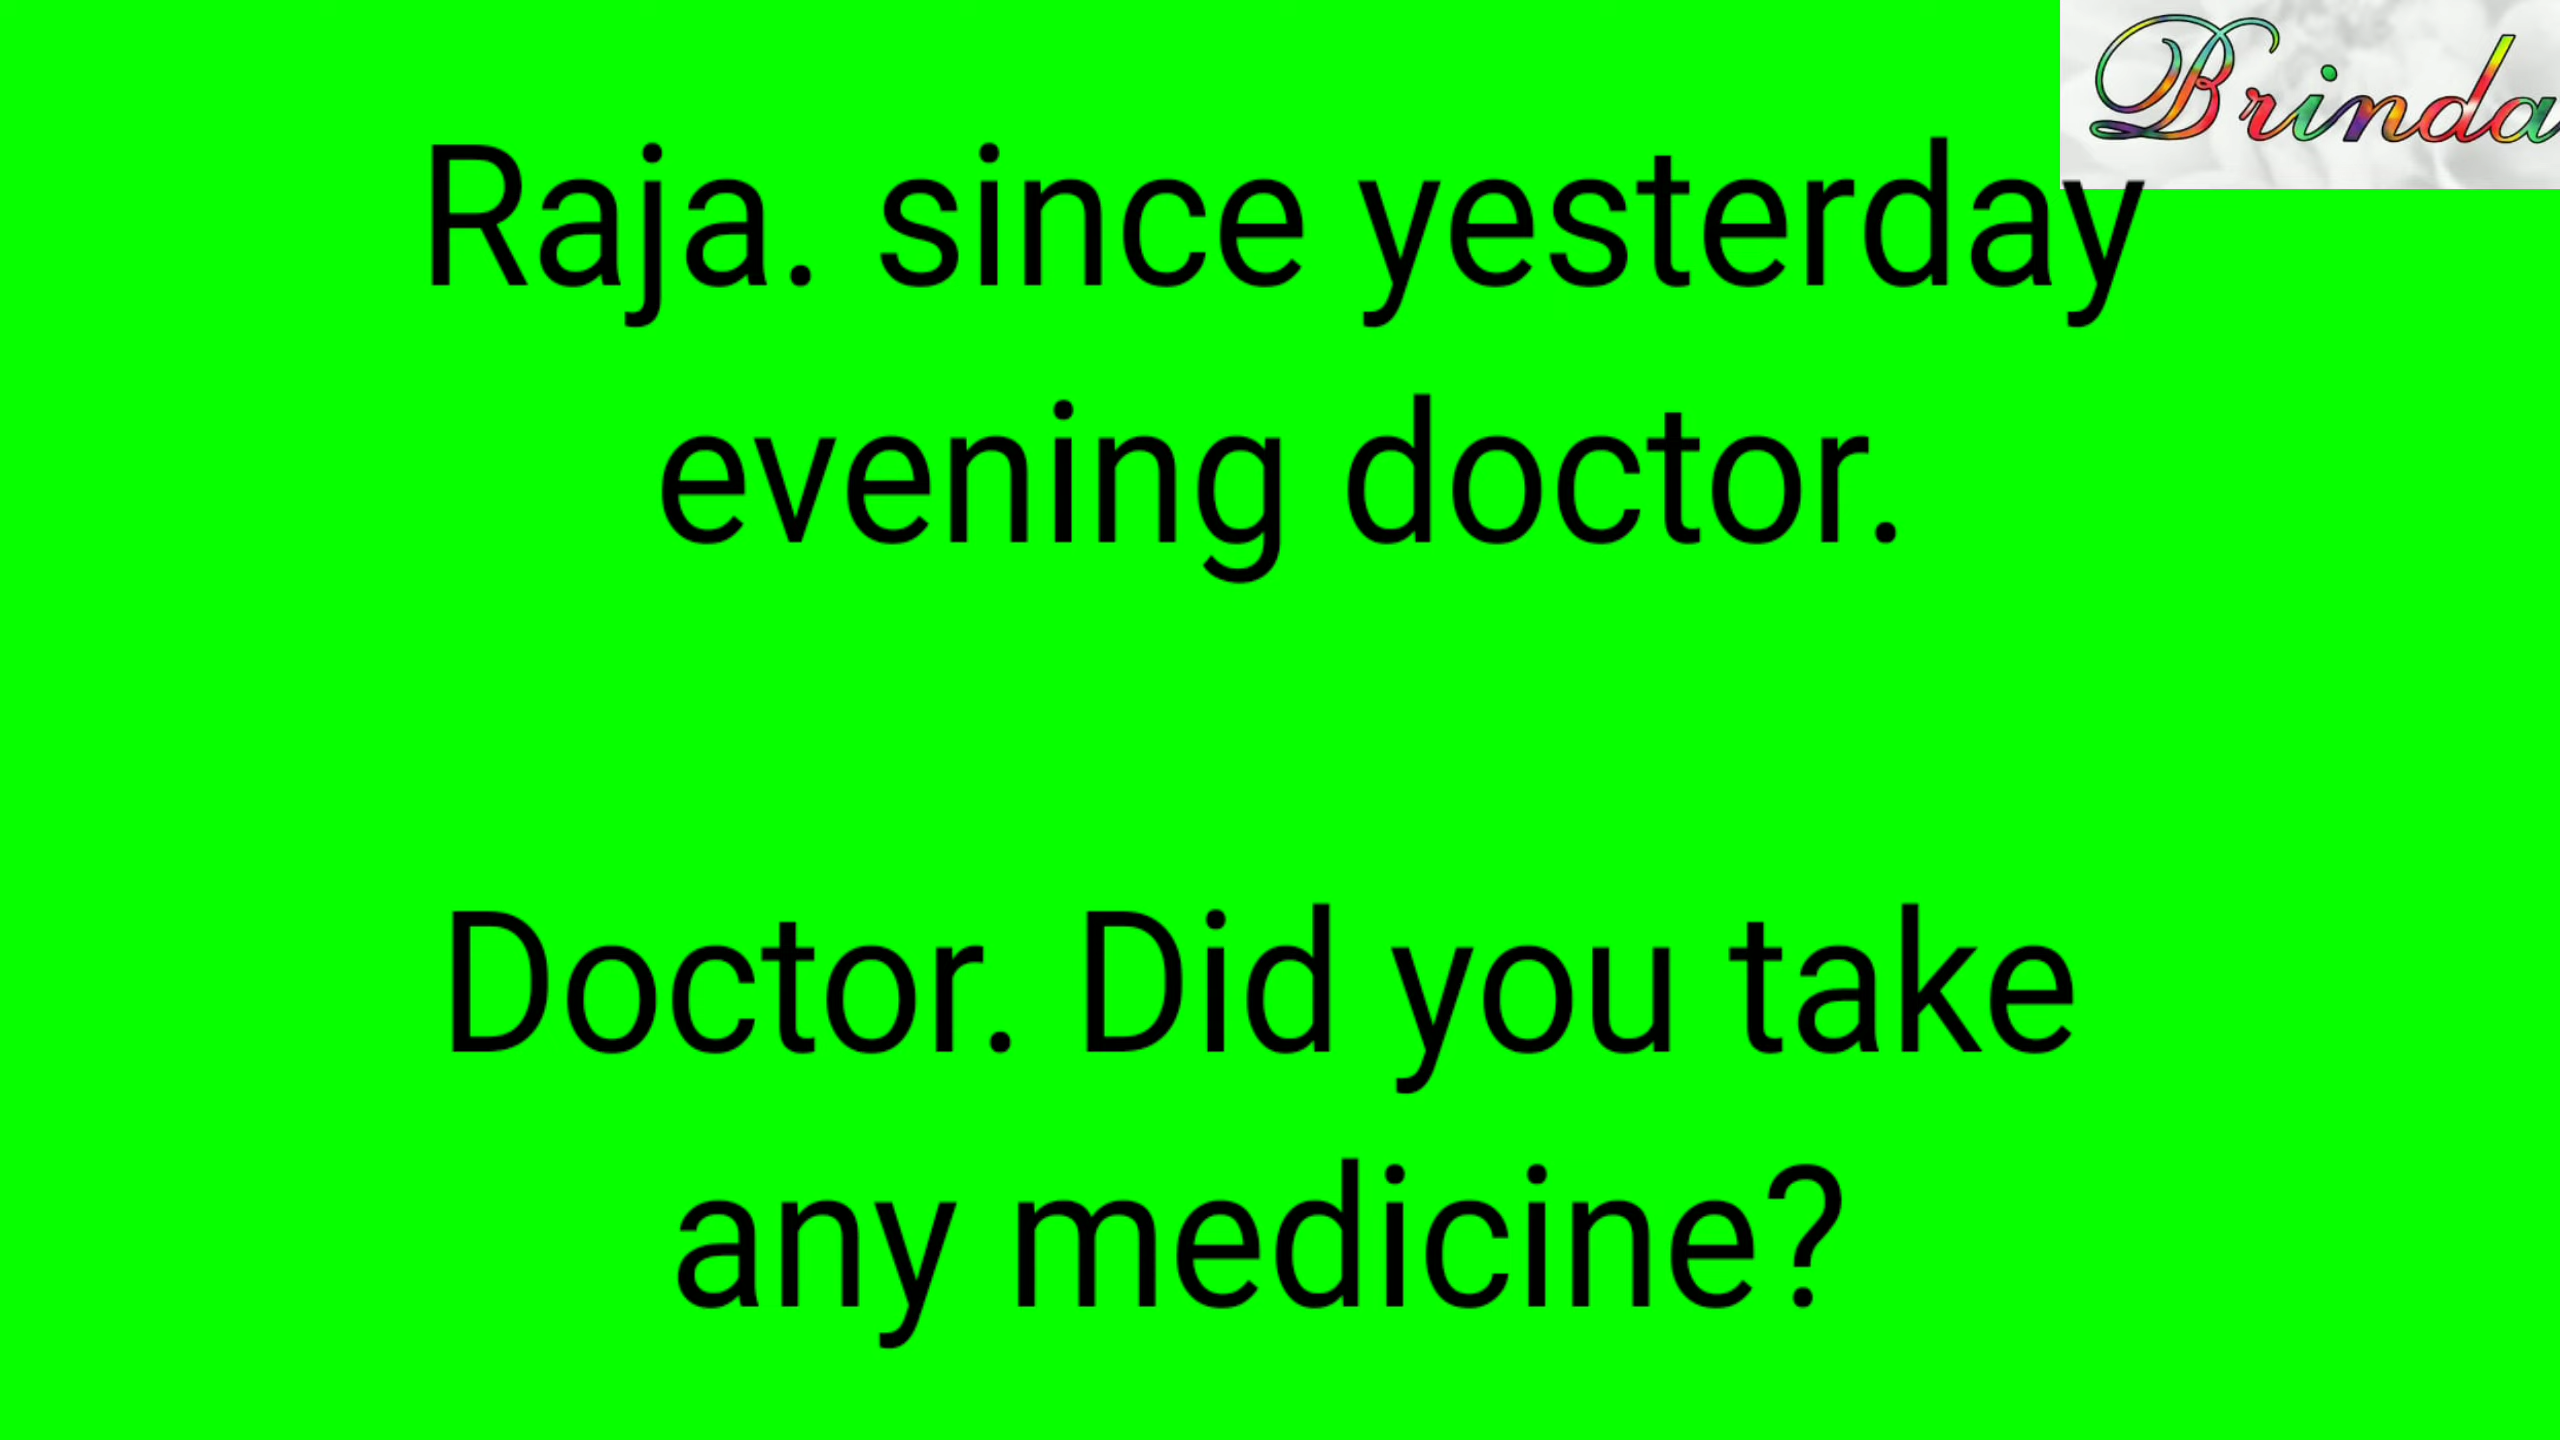 Brinda
Raja. since yesterday
evening doctor.
Doctor. Did you take
any medicine?